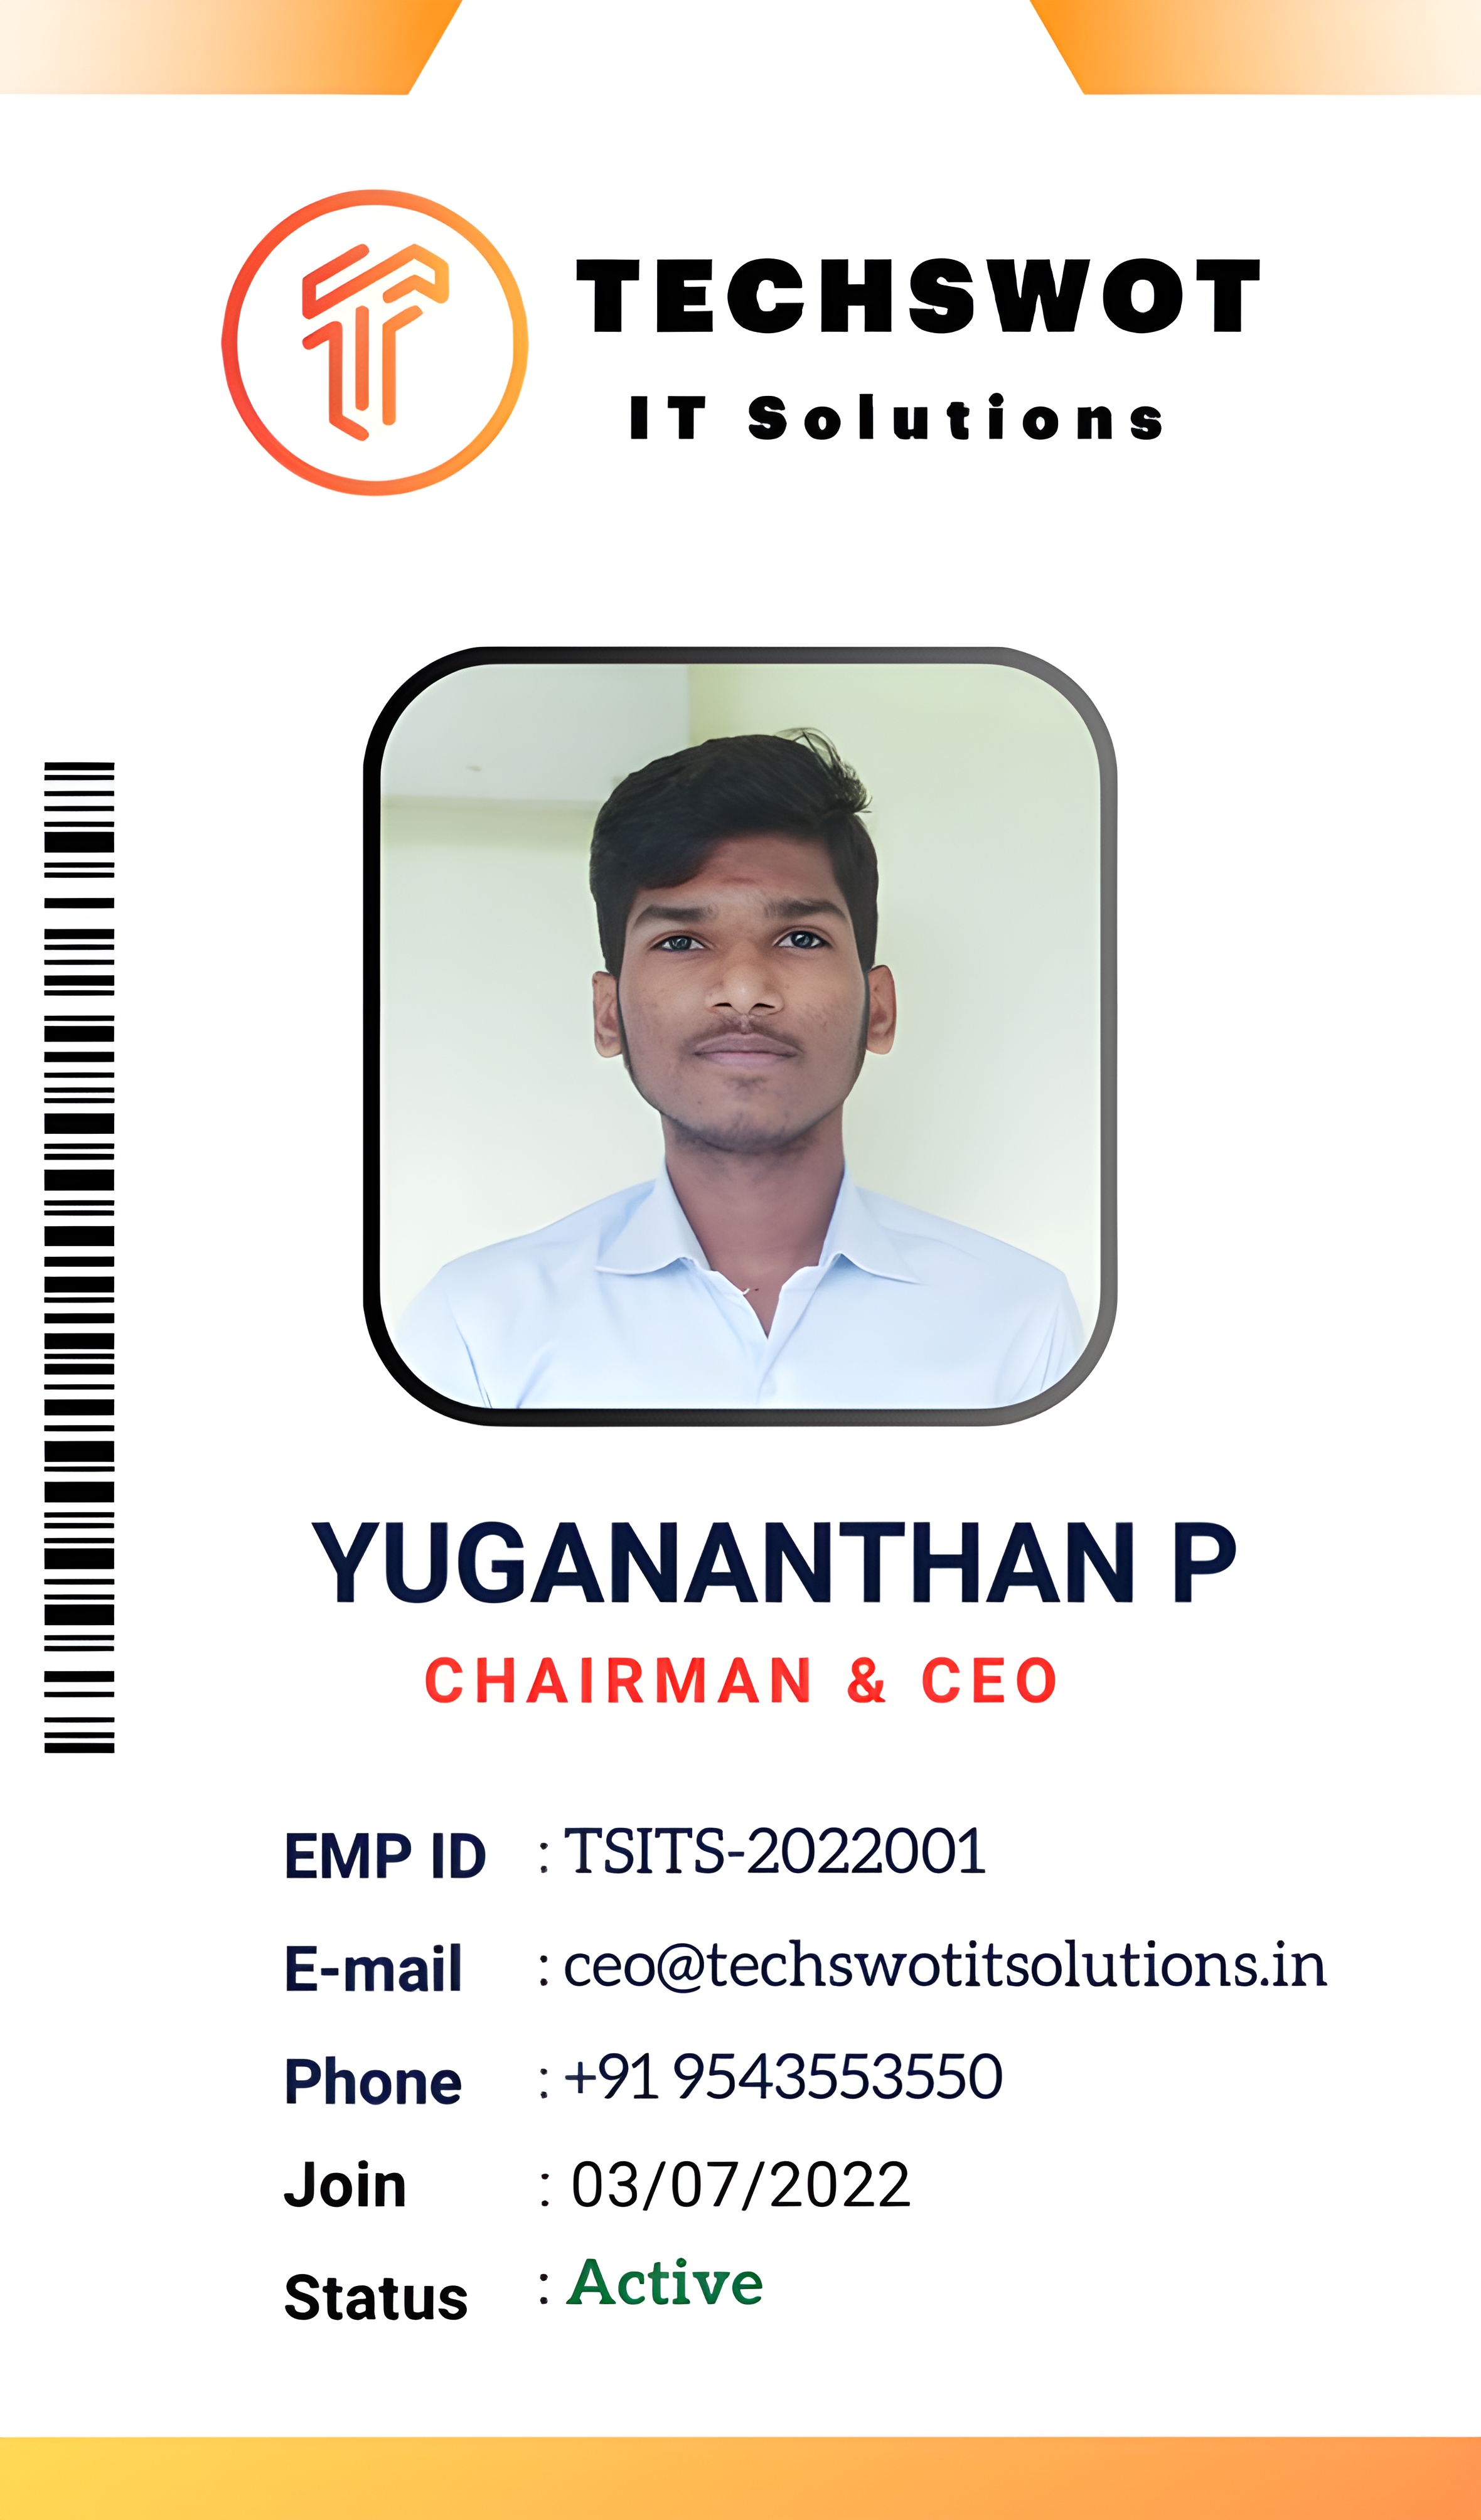 TECHSWOT
IT Solutions
YUGANANTHAN P
CHAIRMAN & CEO
EMP ID : TSITS-2022001
E-mail : ceo@techswotitsolutions.in
Phone : +91 9543553550
Join : 03/07/2022
Status : Active